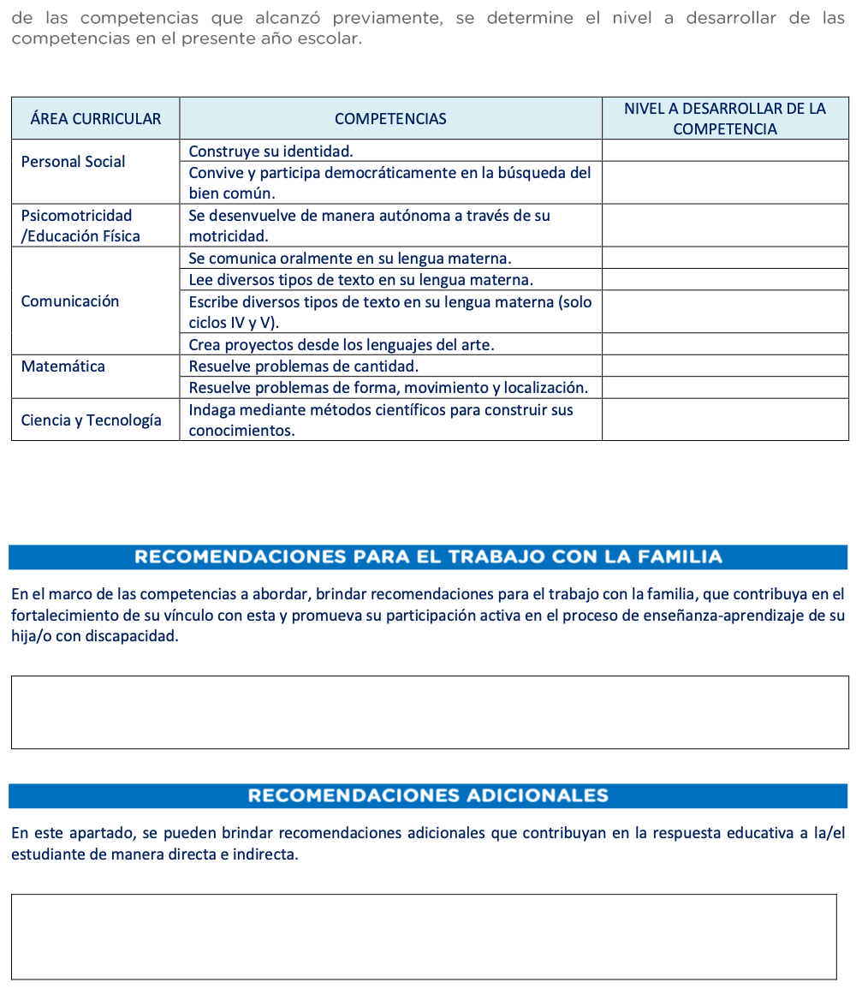 de las competencias que alcanzó previamente, se determine el nivel a desarrollar de las
competencias en el presente año escolar.
ÁREA CURRICULAR
COMPETENCIAS
NIVEL A DESARROLLAR DE LA
COMPETENCIA
Personal Social
Construye su identidad.
Convive y participa democráticamente en la búsqueda del
bien común.
Psicomotricidad
/Educación Física
Se desenvuelve de manera autónoma a través de su
motricidad.
Comunicación
Se comunica oralmente en su lengua materna.
Lee diversos tipos de texto en su lengua materna.
Escribe diversos tipos de texto en su lengua materna (solo
ciclos IV y V).
Crea proyectos desde los lenguajes del arte.
Matemática
Resuelve problemas de cantidad.
Resuelve problemas de forma, movimiento y localización.
Ciencia y Tecnología
Indaga mediante métodos científicos para construir sus
conocimientos.
RECOMENDACIONES PARA EL TRABAJO CON LA FAMILIA
En el marco de las competencias a abordar, brindar recomendaciones para el trabajo con la familia, que contribuya en el
fortalecimiento de su vínculo con esta y promueva su participación activa en el proceso de enseñanza-aprendizaje de su
hija/o con discapacidad.
RECOMENDACIONES ADICIONALES
En este apartado, se pueden brindar recomendaciones adicionales que contribuyan en la respuesta educativa a la/el
estudiante de manera directa e indirecta.